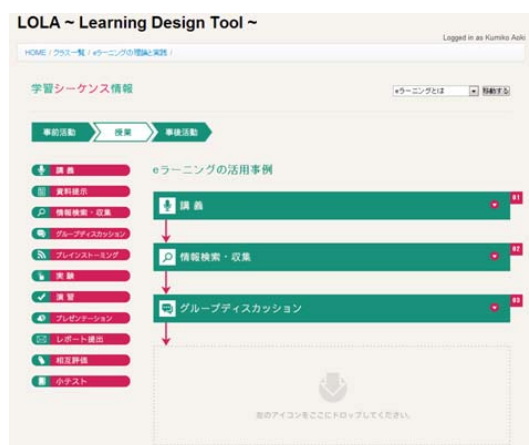 LOLA ~ Learning Design Tool ~
Logged in as Kumiko Aoki
HOME / クラス一覧 / eラーニングの理論と実践 /
学習シーケンス情報
eラーニングとは 移動する
事前活動 授業 事後活動
講義
資料提示
情報検索・収集
グループディスカッション
ブレインストーミング
実験
演習
プレゼンテーション
レポート提出
相互評価
小テスト
eラーニングの活用事例
講義 01
情報検索・収集 02
グループディスカッション 03
左のアイコンをここにドロップしてください。